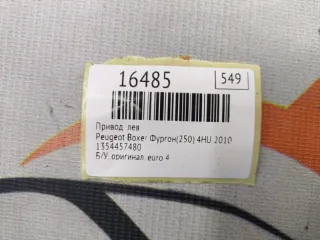 16485
549
Привод лев
Peugeot Boxer Фургон(250) 4HU 2010
1354457480
Б/У, оригинал, euro 4